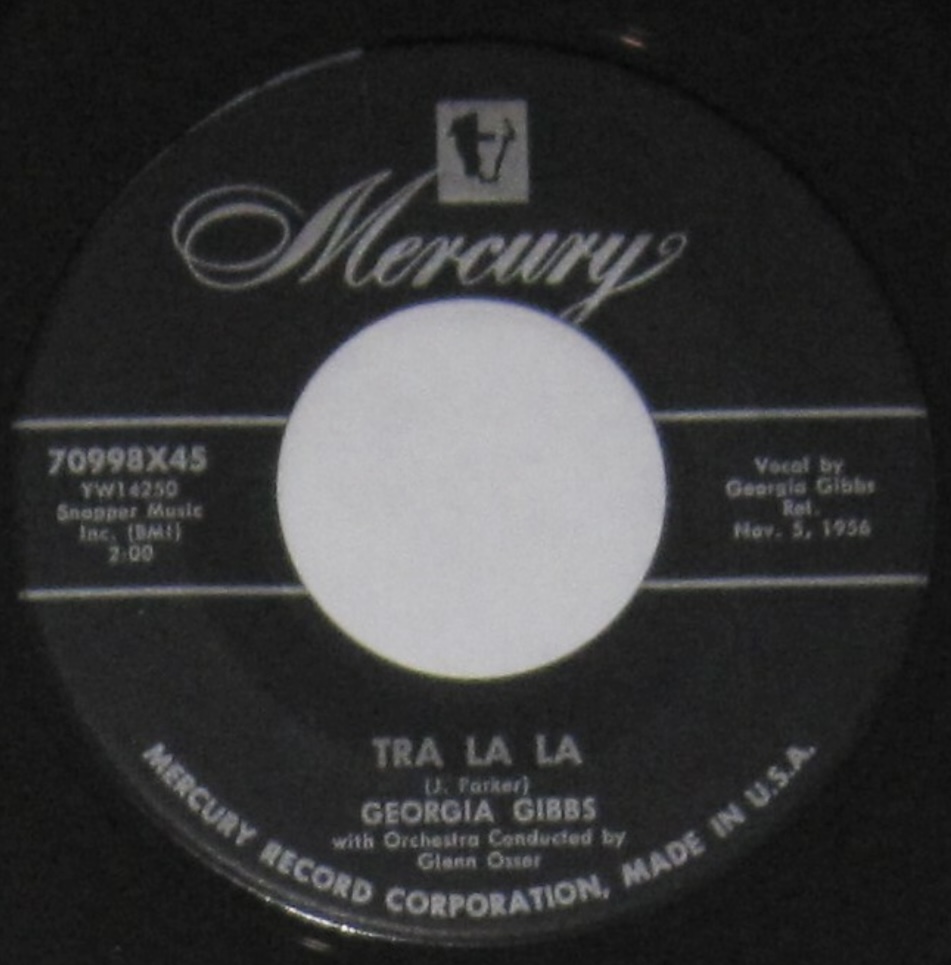 Mercury
70998X45
YW14250
Snapper Music
Inc. (BMI)
2:00
Vocal by
Georgia Gibbs
Rel.
Nov. 5, 1956
TRA LA LA
(J. Parker)
GEORGIA GIBBS
with Orchestra Conducted by
Glenn Osser
MERCURY RECORD CORPORATION, MADE IN U.S.A.